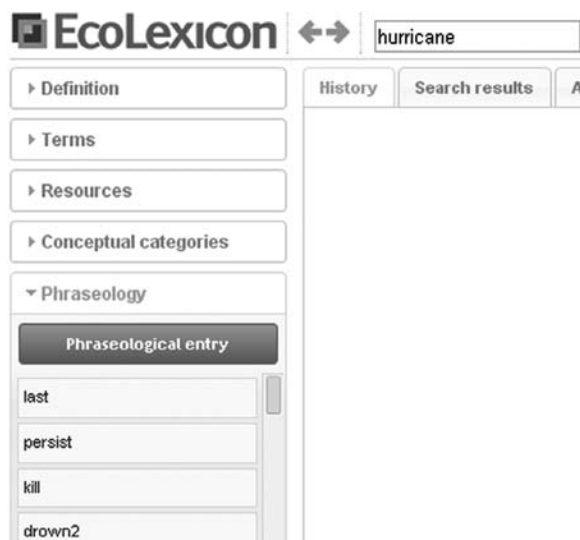 EcoLexicon
hurricane
Definition
Terms
Resources
Conceptual categories
Phraseology
Phraseological entry
last
persist
kill
drown2
History
Search results
A